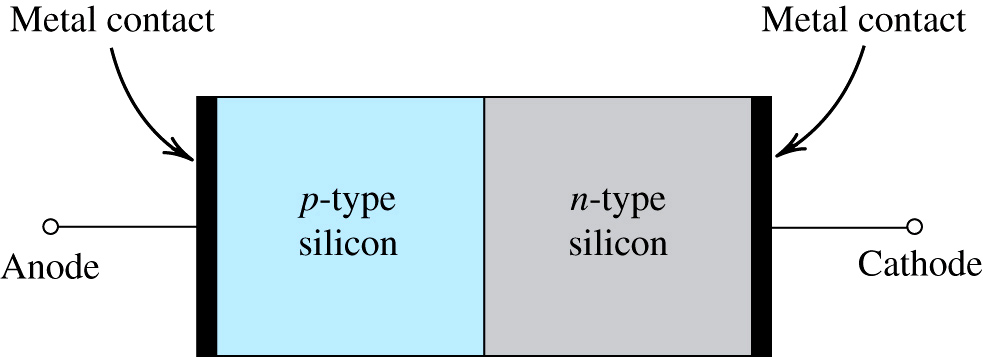 Metal contact
Metal contact
p-type
silicon
n-type
silicon
Anode
Cathode